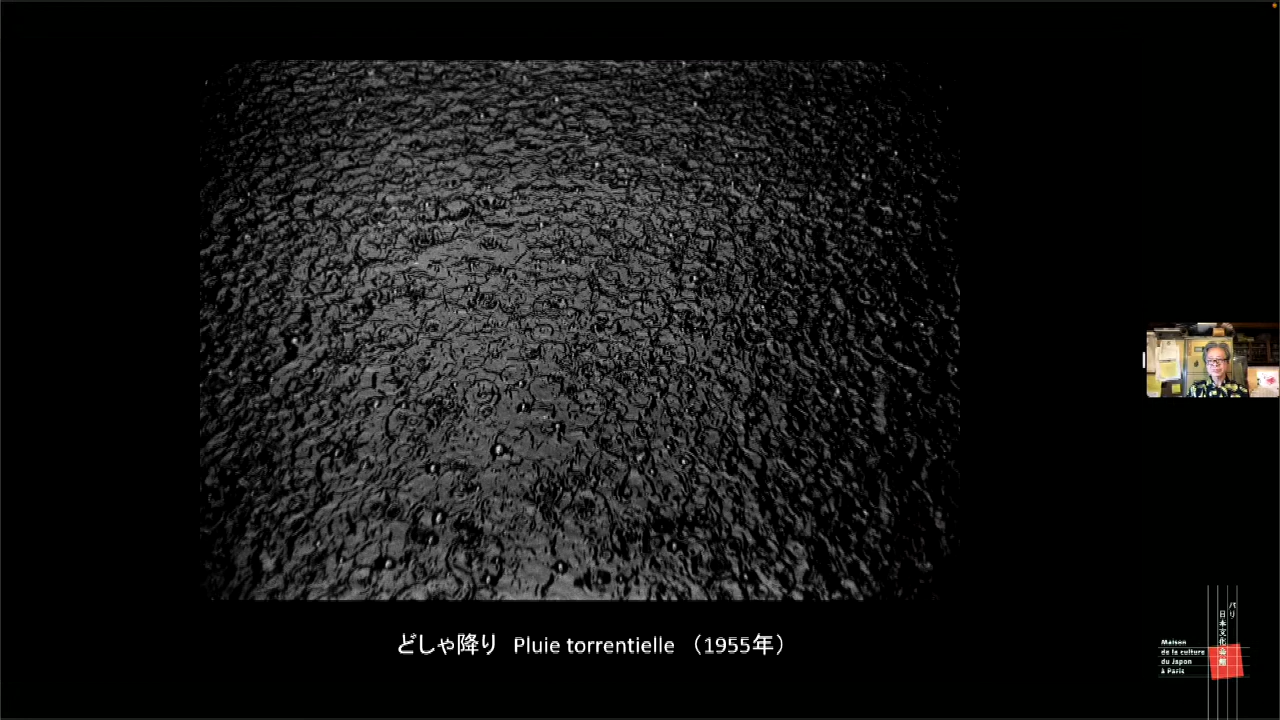 どしゃ降り Pluie torrentielle （1955年）
パリ
日本文化会館
Maison
de la culture
du Japon
à Paris